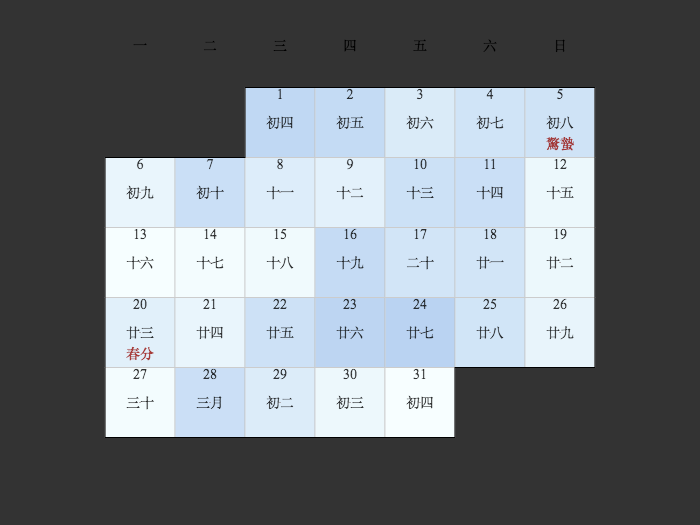 一 二 三 四 五 六 日
1 2 3 4 5
初四 初五 初六 初七 初八
驚蟄
6 7 8 9 10 11 12
初九 初十 十一 十二 十三 十四 十五
13 14 15 16 17 18 19
十六 十七 十八 十九 二十 廿一 廿二
20 21 22 23 24 25 26
廿三 廿四 廿五 廿六 廿七 廿八 廿九
春分
27 28 29 30 31
三十 三月 初二 初三 初四